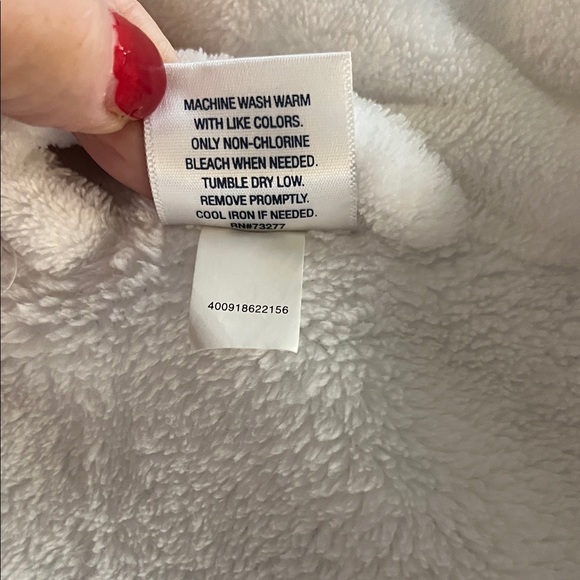 MACHINE WASH WARM
WITH LIKE COLORS.
ONLY NON-CHLORINE
BLEACH WHEN NEEDED.
TUMBLE DRY LOW.
REMOVE PROMPTLY.
COOL IRON IF NEEDED.
RN#73277
400918622156